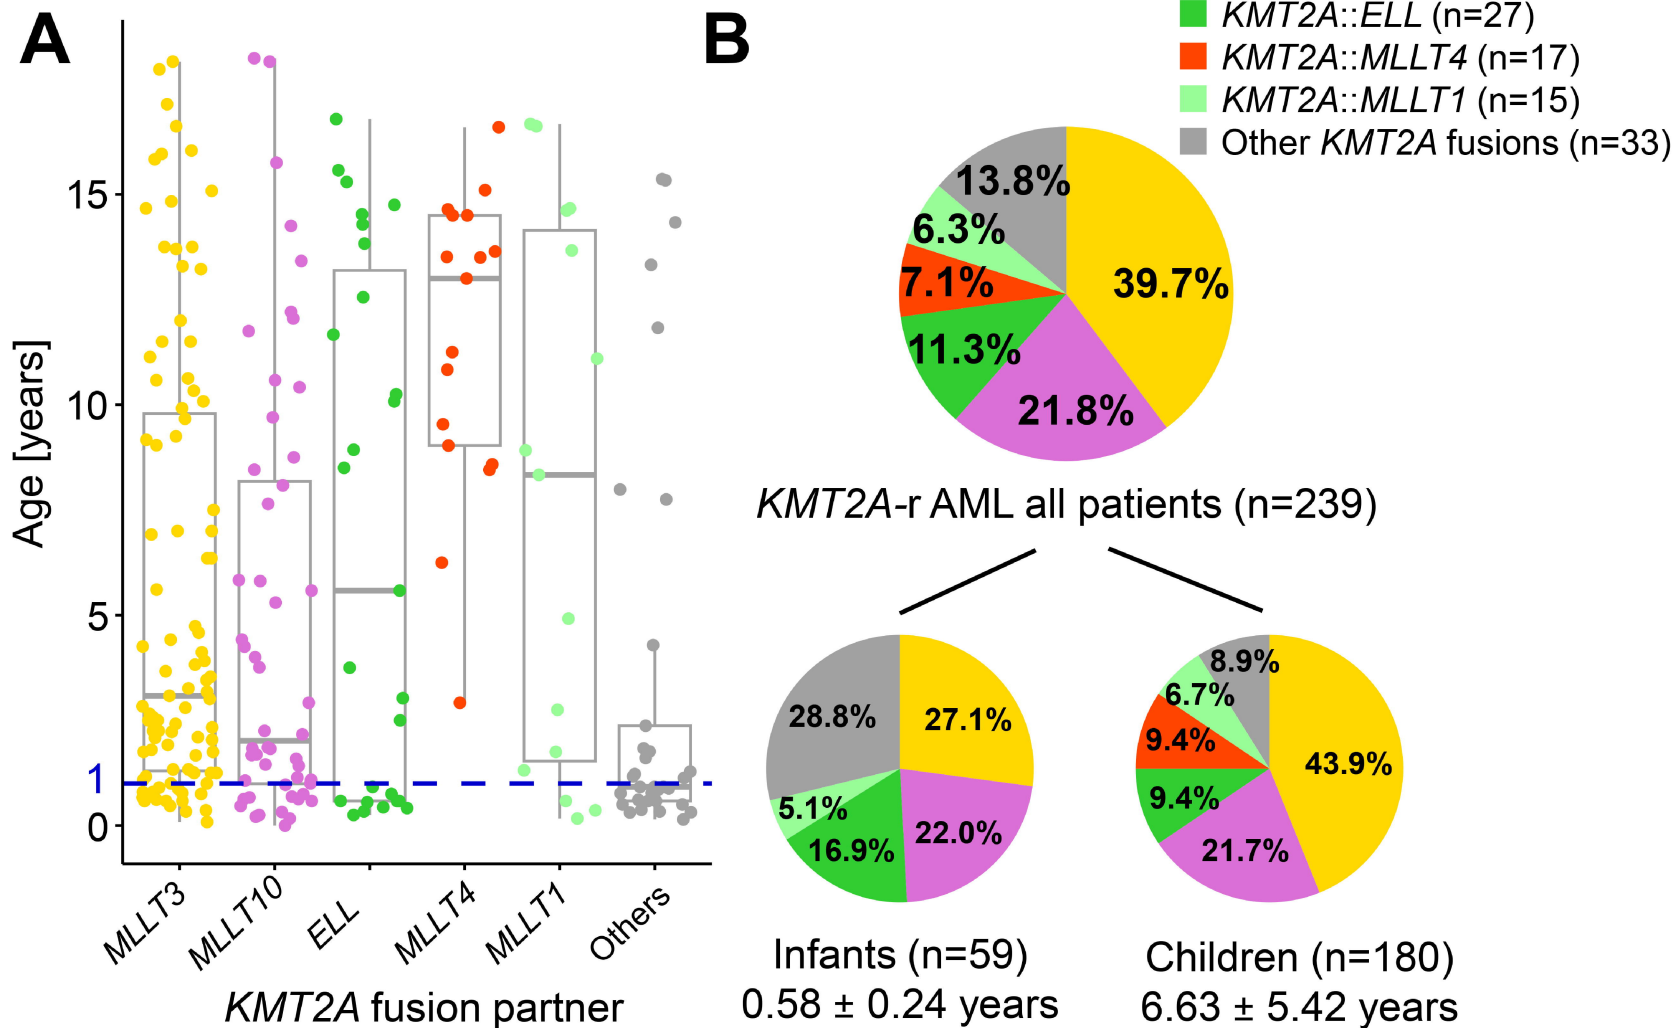 A
Age [years]
15
10
5
1
0
MLLT3
MLLT10
ELL
MLLT4
MLLT1
Others
KMT2A fusion partner
B
KMT2A::ELL (n=27)
KMT2A::MLLT4 (n=17)
KMT2A::MLLT1 (n=15)
Other KMT2A fusions (n=33)
13.8%
6.3%
7.1%
11.3%
21.8%
39.7%
KMT2A-r AML all patients (n=239)
28.8%
27.1%
5.1%
16.9%
22.0%
Infants (n=59)
0.58 ± 0.24 years
8.9%
6.7%
9.4%
9.4%
21.7%
43.9%
Children (n=180)
6.63 ± 5.42 years